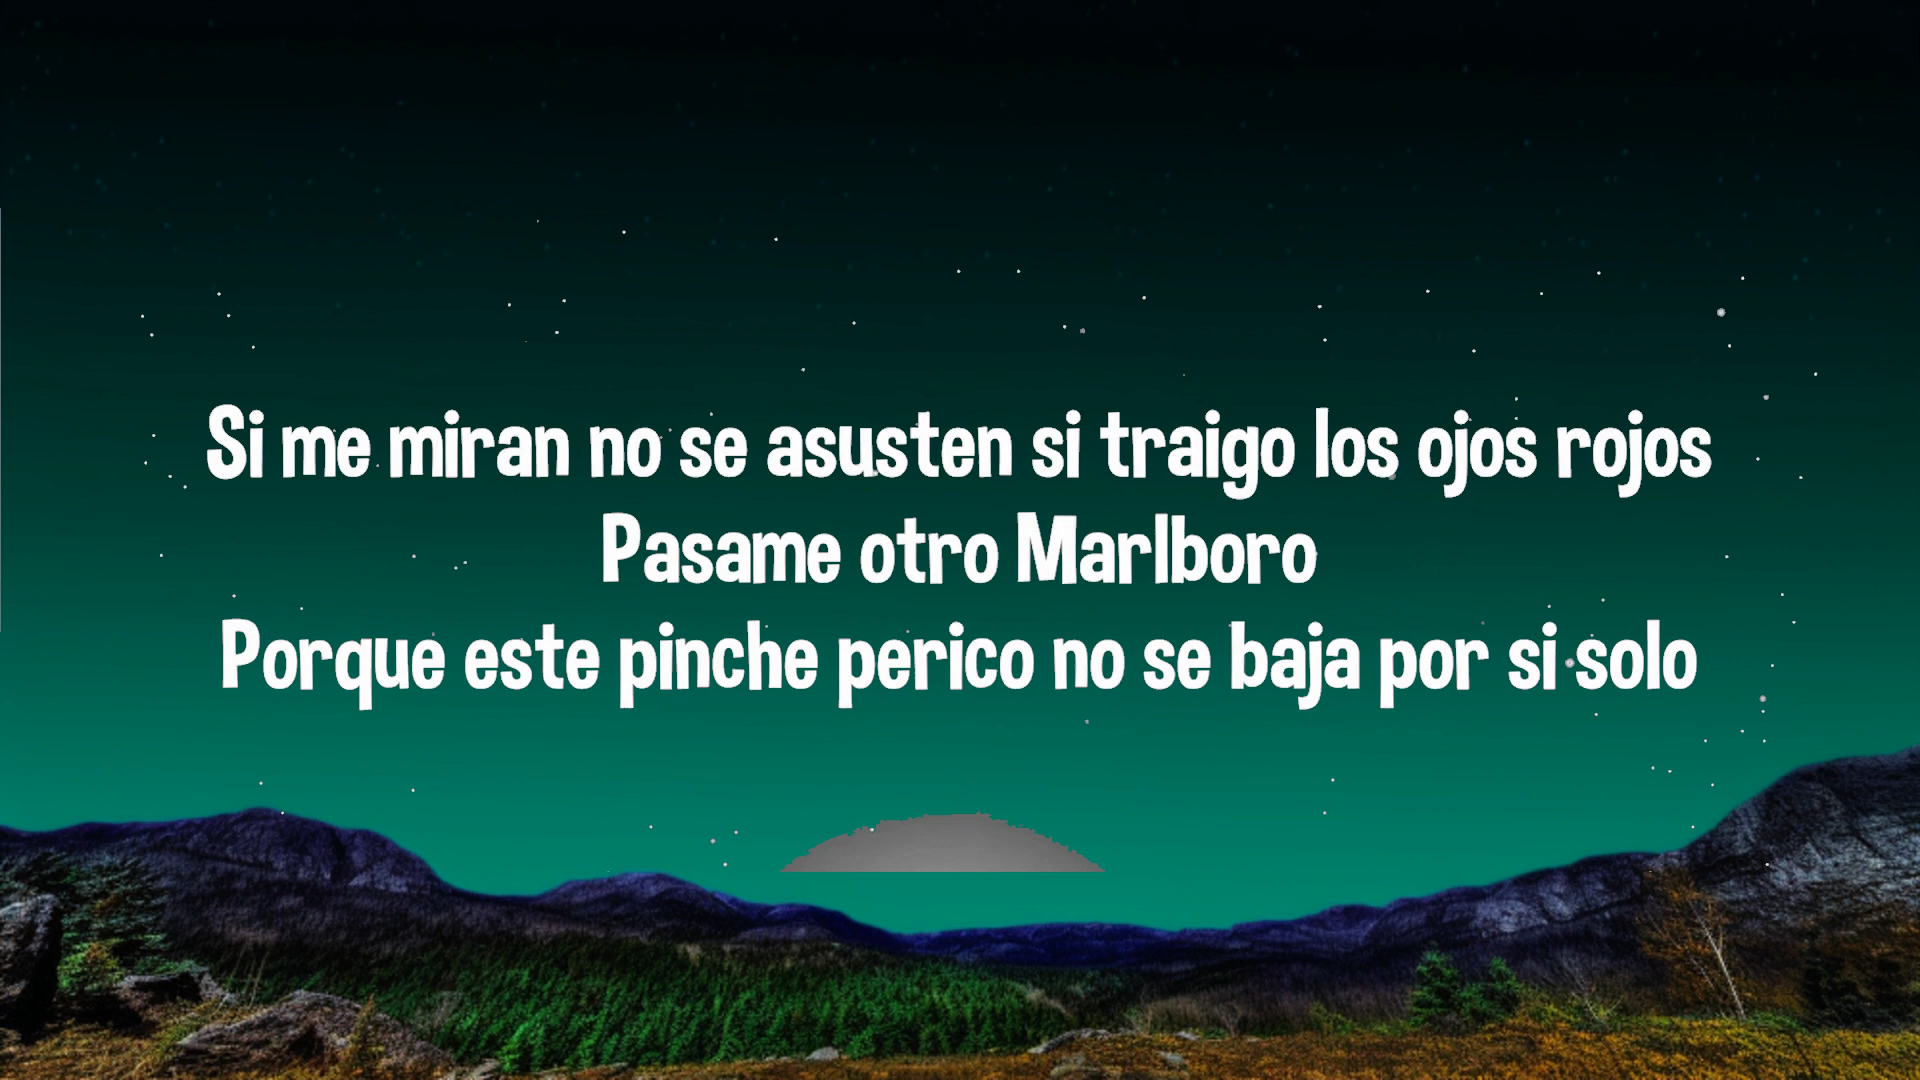 Si me miran no se asusten si traigo los ojos rojos
Pasame otro Marlboro
Porque este pinche perico no se baja por si solo